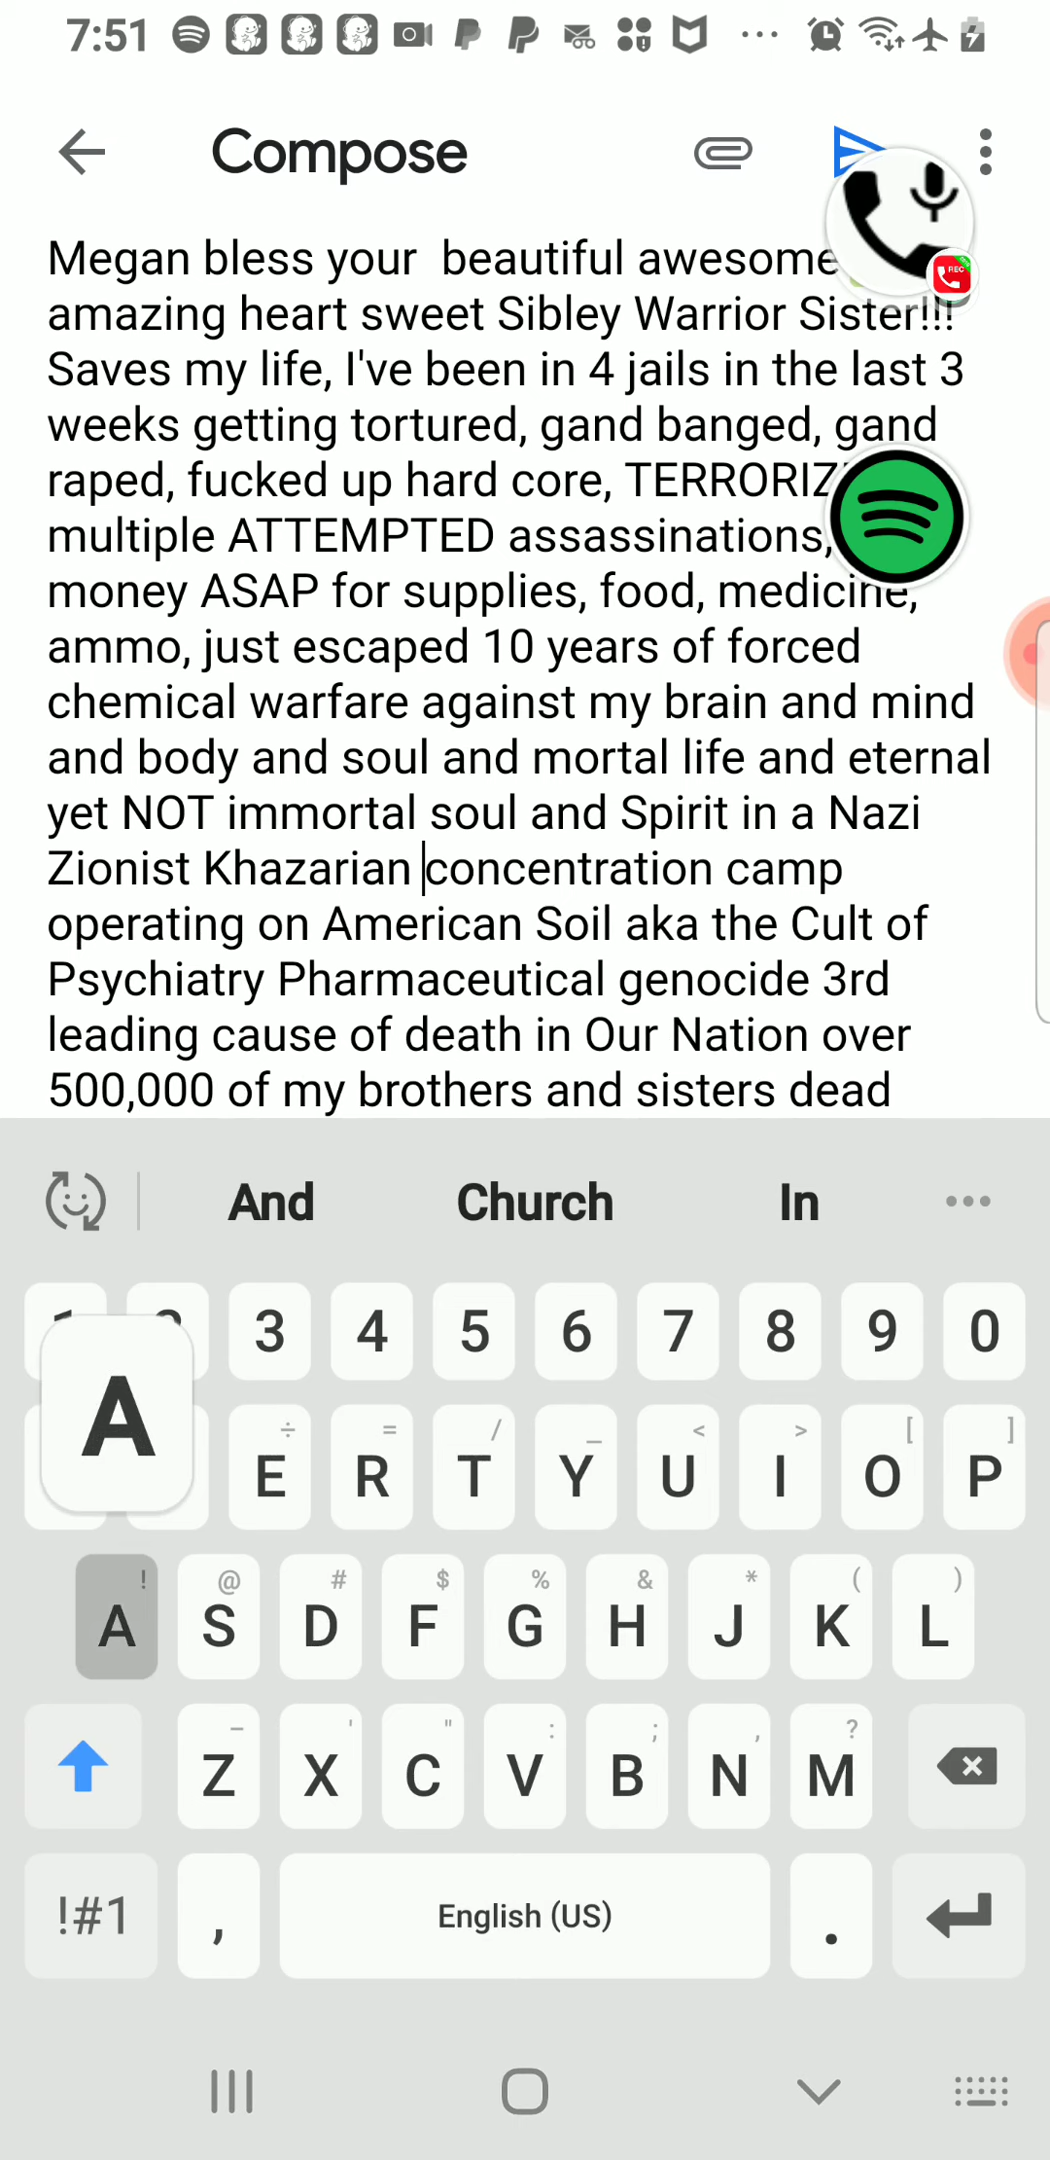 7:51
Compose
Megan bless your  beautiful awesome
amazing heart sweet Sibley Warrior Sister!!!
Saves my life, I've been in 4 jails in the last 3
weeks getting tortured, gand banged, gand
raped, fucked up hard core, TERRORIZ
multiple ATTEMPTED assassinations,
money ASAP for supplies, food, medicine,
ammo, just escaped 10 years of forced
chemical warfare against my brain and mind
and body and soul and mortal life and eternal
yet NOT immortal soul and Spirit in a Nazi
Zionist Khazarian concentration camp
operating on American Soil aka the Cult of
Psychiatry Pharmaceutical genocide 3rd
leading cause of death in Our Nation over
500,000 of my brothers and sisters dead
REC
And Church In
3 4 5 6 7 8 9 0
A
÷ = / _ < > [ ]
E R T Y U I O P
! @ # $ % & * ( )
A S D F G H J K L
- ' " : ; , ?
Z X C V B N M
!#1 , English (US) .